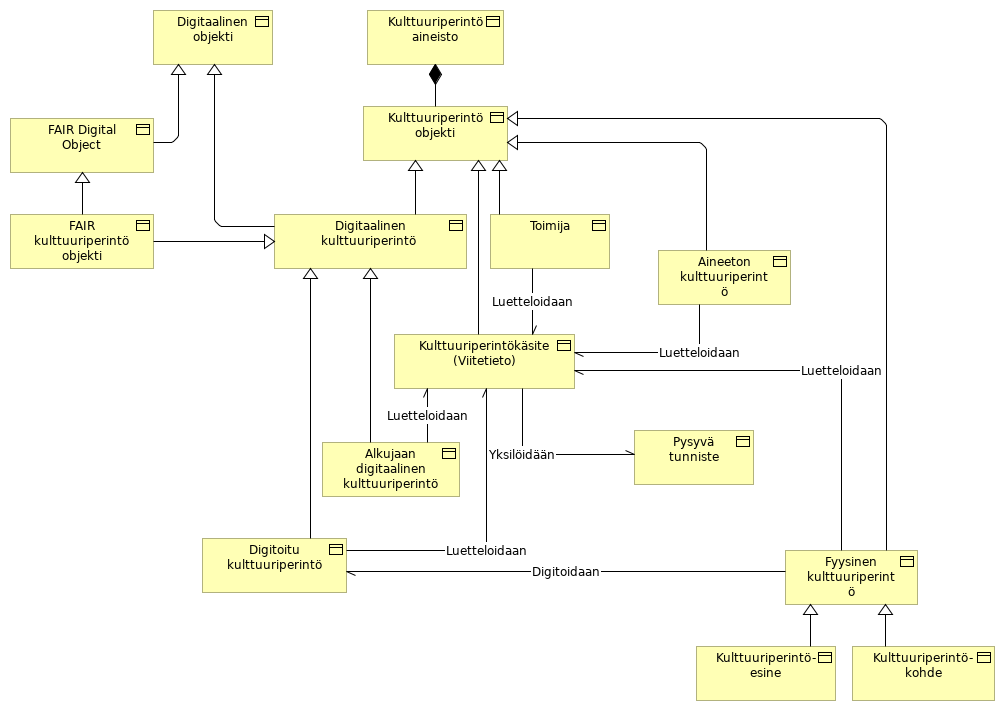 Digitaalinen
objekti
Kulttuuriperintö
aineisto
FAIR Digital
Object
Kulttuuriperintö
objekti
FAIR
kulttuuriperintö
objekti
Digitaalinen
kulttuuriperintö
Toimija
Aineeton
kulttuuriperint
ö
Luetteloidaan
Kulttuuriperintökäsite
(Viitetieto)
Luetteloidaan
Luetteloidaan
Luetteloidaan
Alkujaan
digitaalinen
kulttuuriperintö
Yksilöidään
Pysyvä
tunniste
Digitoitu
kulttuuriperintö
Luetteloidaan
Digitoidaan
Fyysinen
kulttuuriperint
ö
Kulttuuriperintö-
esine
Kulttuuriperintö-
kohde